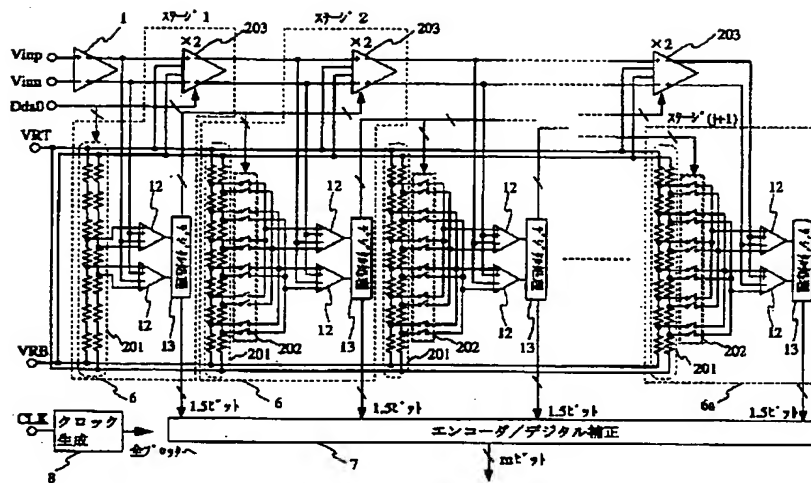 ステージ 1
ステージ 2
1
×2
203
×2
203
×2
203
Vinp
Vinn
Dda0
VRT
ステージ(j+1)
12
12
12
12
12
12
12
12
13
13
13
13
201
202
201
202
201
202
201
VRB
6
6
6a
1.5ビット
1.5ビット
1.5ビット
1.5ビット
CLK
クロック
生成
全ブロックへ
エンコーダ/デジタル補正
8
7
mビット